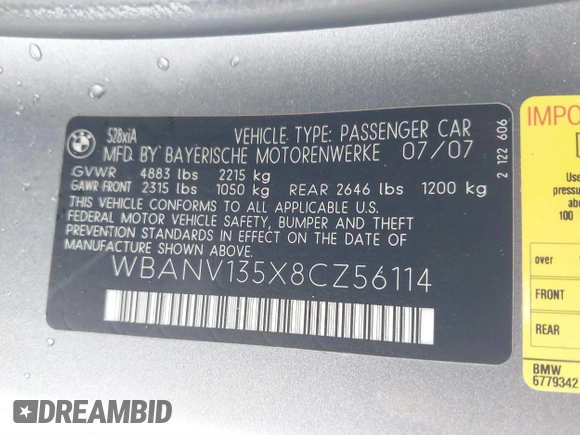 BMW
528xiA
VEHICLE TYPE: PASSENGER CAR
MFD. BY BAYERISCHE MOTORENWERKE 07/07
GVWR 4883 lbs 2215 kg
GAWR FRONT 2315 lbs 1050 kg REAR 2646 lbs 1200 kg
THIS VEHICLE CONFORMS TO ALL APPLICABLE U.S.
FEDERAL MOTOR VEHICLE SAFETY, BUMPER AND THEFT
PREVENTION STANDARDS IN EFFECT ON THE DATE OF
MANUFACTURE SHOWN ABOVE.
WBANV135X8CZ56114
2 122 606
Use
over
100
FRONT
REAR
BMW
6779342
DREAMBID